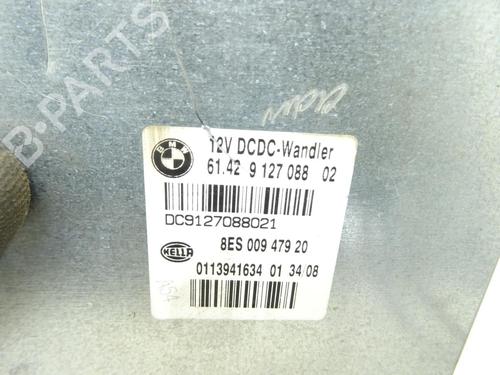 B-PARTS
BMW
12V DCDC-Wandler
61.42 9 127 088 02
DC9127088021
8ES 009 479 20
HELLA
0113941634 01 34/08